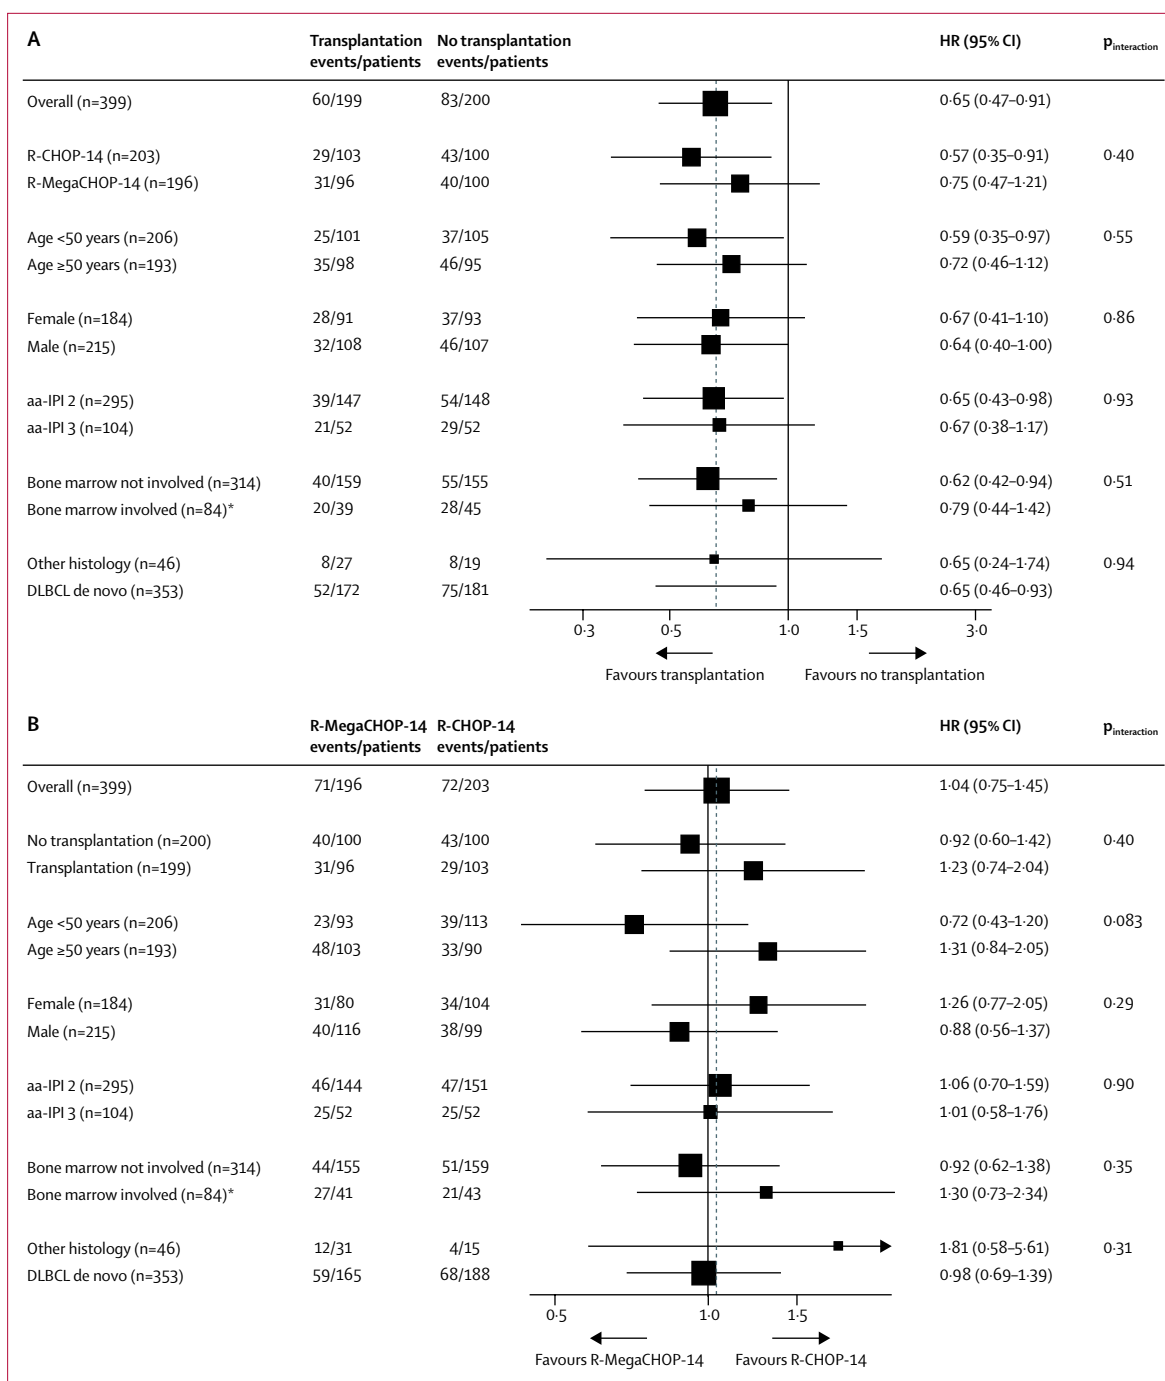 A
Transplantation events/patients
No transplantation events/patients
HR (95% CI)
pinteraction
Overall (n=399) 60/199 83/200 0·65 (0·47–0·91)
R-CHOP-14 (n=203) 29/103 43/100 0·57 (0·35–0·91) 0·40
R-MegaCHOP-14 (n=196) 31/96 40/100 0·75 (0·47–1·21)
Age <50 years (n=206) 25/101 37/105 0·59 (0·35–0·97) 0·55
Age ≥50 years (n=193) 35/98 46/95 0·72 (0·46–1·12)
Female (n=184) 28/91 37/93 0·67 (0·41–1·10) 0·86
Male (n=215) 32/108 46/107 0·64 (0·40–1·00)
aa-IPI 2 (n=295) 39/147 54/148 0·65 (0·43–0·98) 0·93
aa-IPI 3 (n=104) 21/52 29/52 0·67 (0·38–1·17)
Bone marrow not involved (n=314) 40/159 55/155 0·62 (0·42–0·94) 0·51
Bone marrow involved (n=84)* 20/39 28/45 0·79 (0·44–1·42)
Other histology (n=46) 8/27 8/19 0·65 (0·24–1·74) 0·94
DLBCL de novo (n=353) 52/172 75/181 0·65 (0·46–0·93)
0·3 0·5 1·0 1·5 3·0
Favours transplantation Favours no transplantation
B
R-MegaCHOP-14 events/patients
R-CHOP-14 events/patients
HR (95% CI)
pinteraction
Overall (n=399) 71/196 72/203 1·04 (0·75–1·45)
No transplantation (n=200) 40/100 43/100 0·92 (0·60–1·42) 0·40
Transplantation (n=199) 31/96 29/103 1·23 (0·74–2·04)
Age <50 years (n=206) 23/93 39/113 0·72 (0·43–1·20) 0·083
Age ≥50 years (n=193) 48/103 33/90 1·31 (0·84–2·05)
Female (n=184) 31/80 34/104 1·26 (0·77–2·05) 0·29
Male (n=215) 40/116 38/99 0·88 (0·56–1·37)
aa-IPI 2 (n=295) 46/144 47/151 1·06 (0·70–1·59) 0·90
aa-IPI 3 (n=104) 25/52 25/52 1·01 (0·58–1·76)
Bone marrow not involved (n=314) 44/155 51/159 0·92 (0·62–1·38) 0·35
Bone marrow involved (n=84)* 27/41 21/43 1·30 (0·73–2·34)
Other histology (n=46) 12/31 4/15 1·81 (0·58–5·61) 0·31
DLBCL de novo (n=353) 59/165 68/188 0·98 (0·69–1·39)
0·5 1·0 1·5
Favours R-MegaCHOP-14 Favours R-CHOP-14